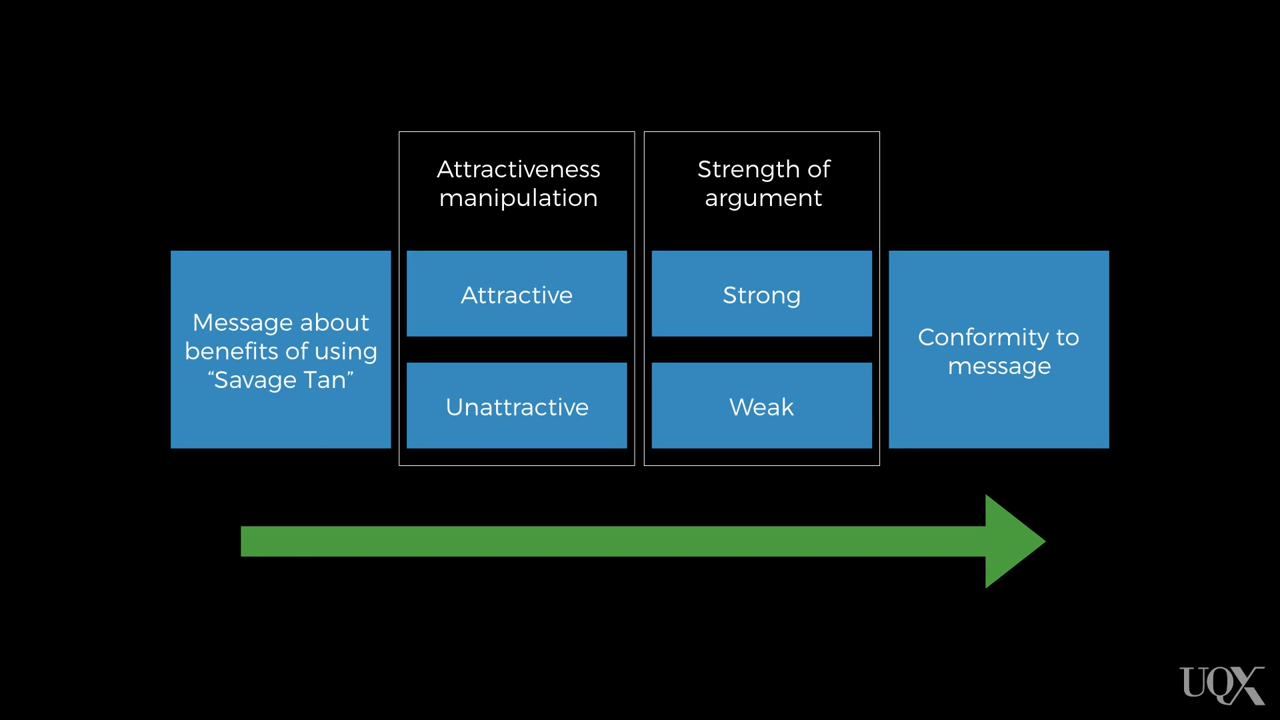 Attractiveness
manipulation
Strength of
argument
Message about
benefits of using
“Savage Tan”
Attractive
Unattractive
Strong
Weak
Conformity to
message
UQX